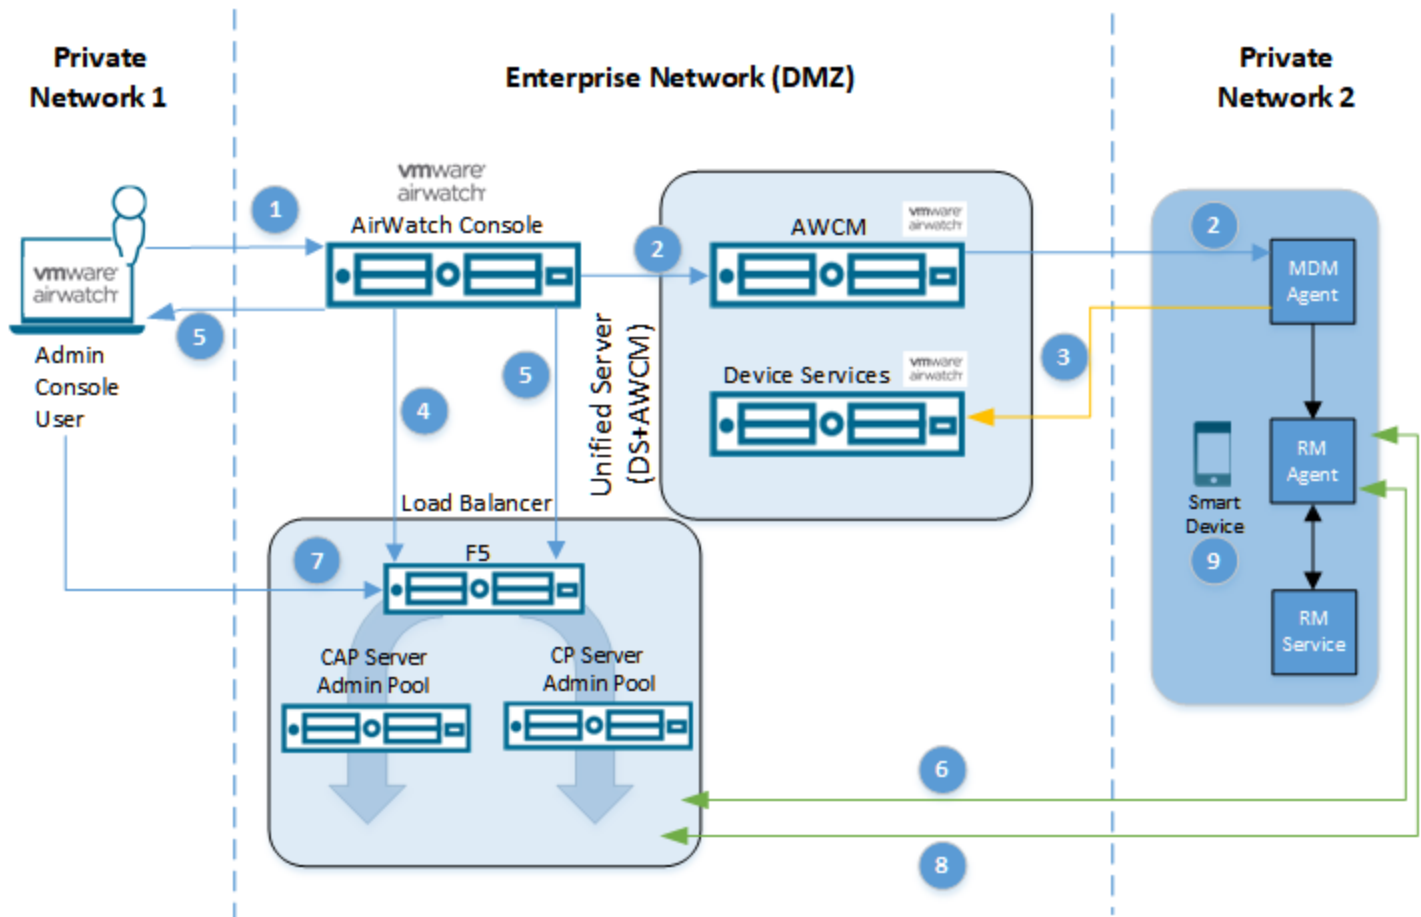 Private
Network 1
Enterprise Network (DMZ)
Private
Network 2
vmware
airwatch
AirWatch Console
1
vmware
airwatch
5
Admin
Console
User
2
AWCM
vmware
airwatch
Device Services
vmware
airwatch
Unified Server
(DS+AWCM)
2
MDM
Agent
3
RM
Agent
Smart
Device
9
RM
Service
4
5
Load Balancer
7
F5
CAP Server
Admin Pool
CP Server
Admin Pool
6
8